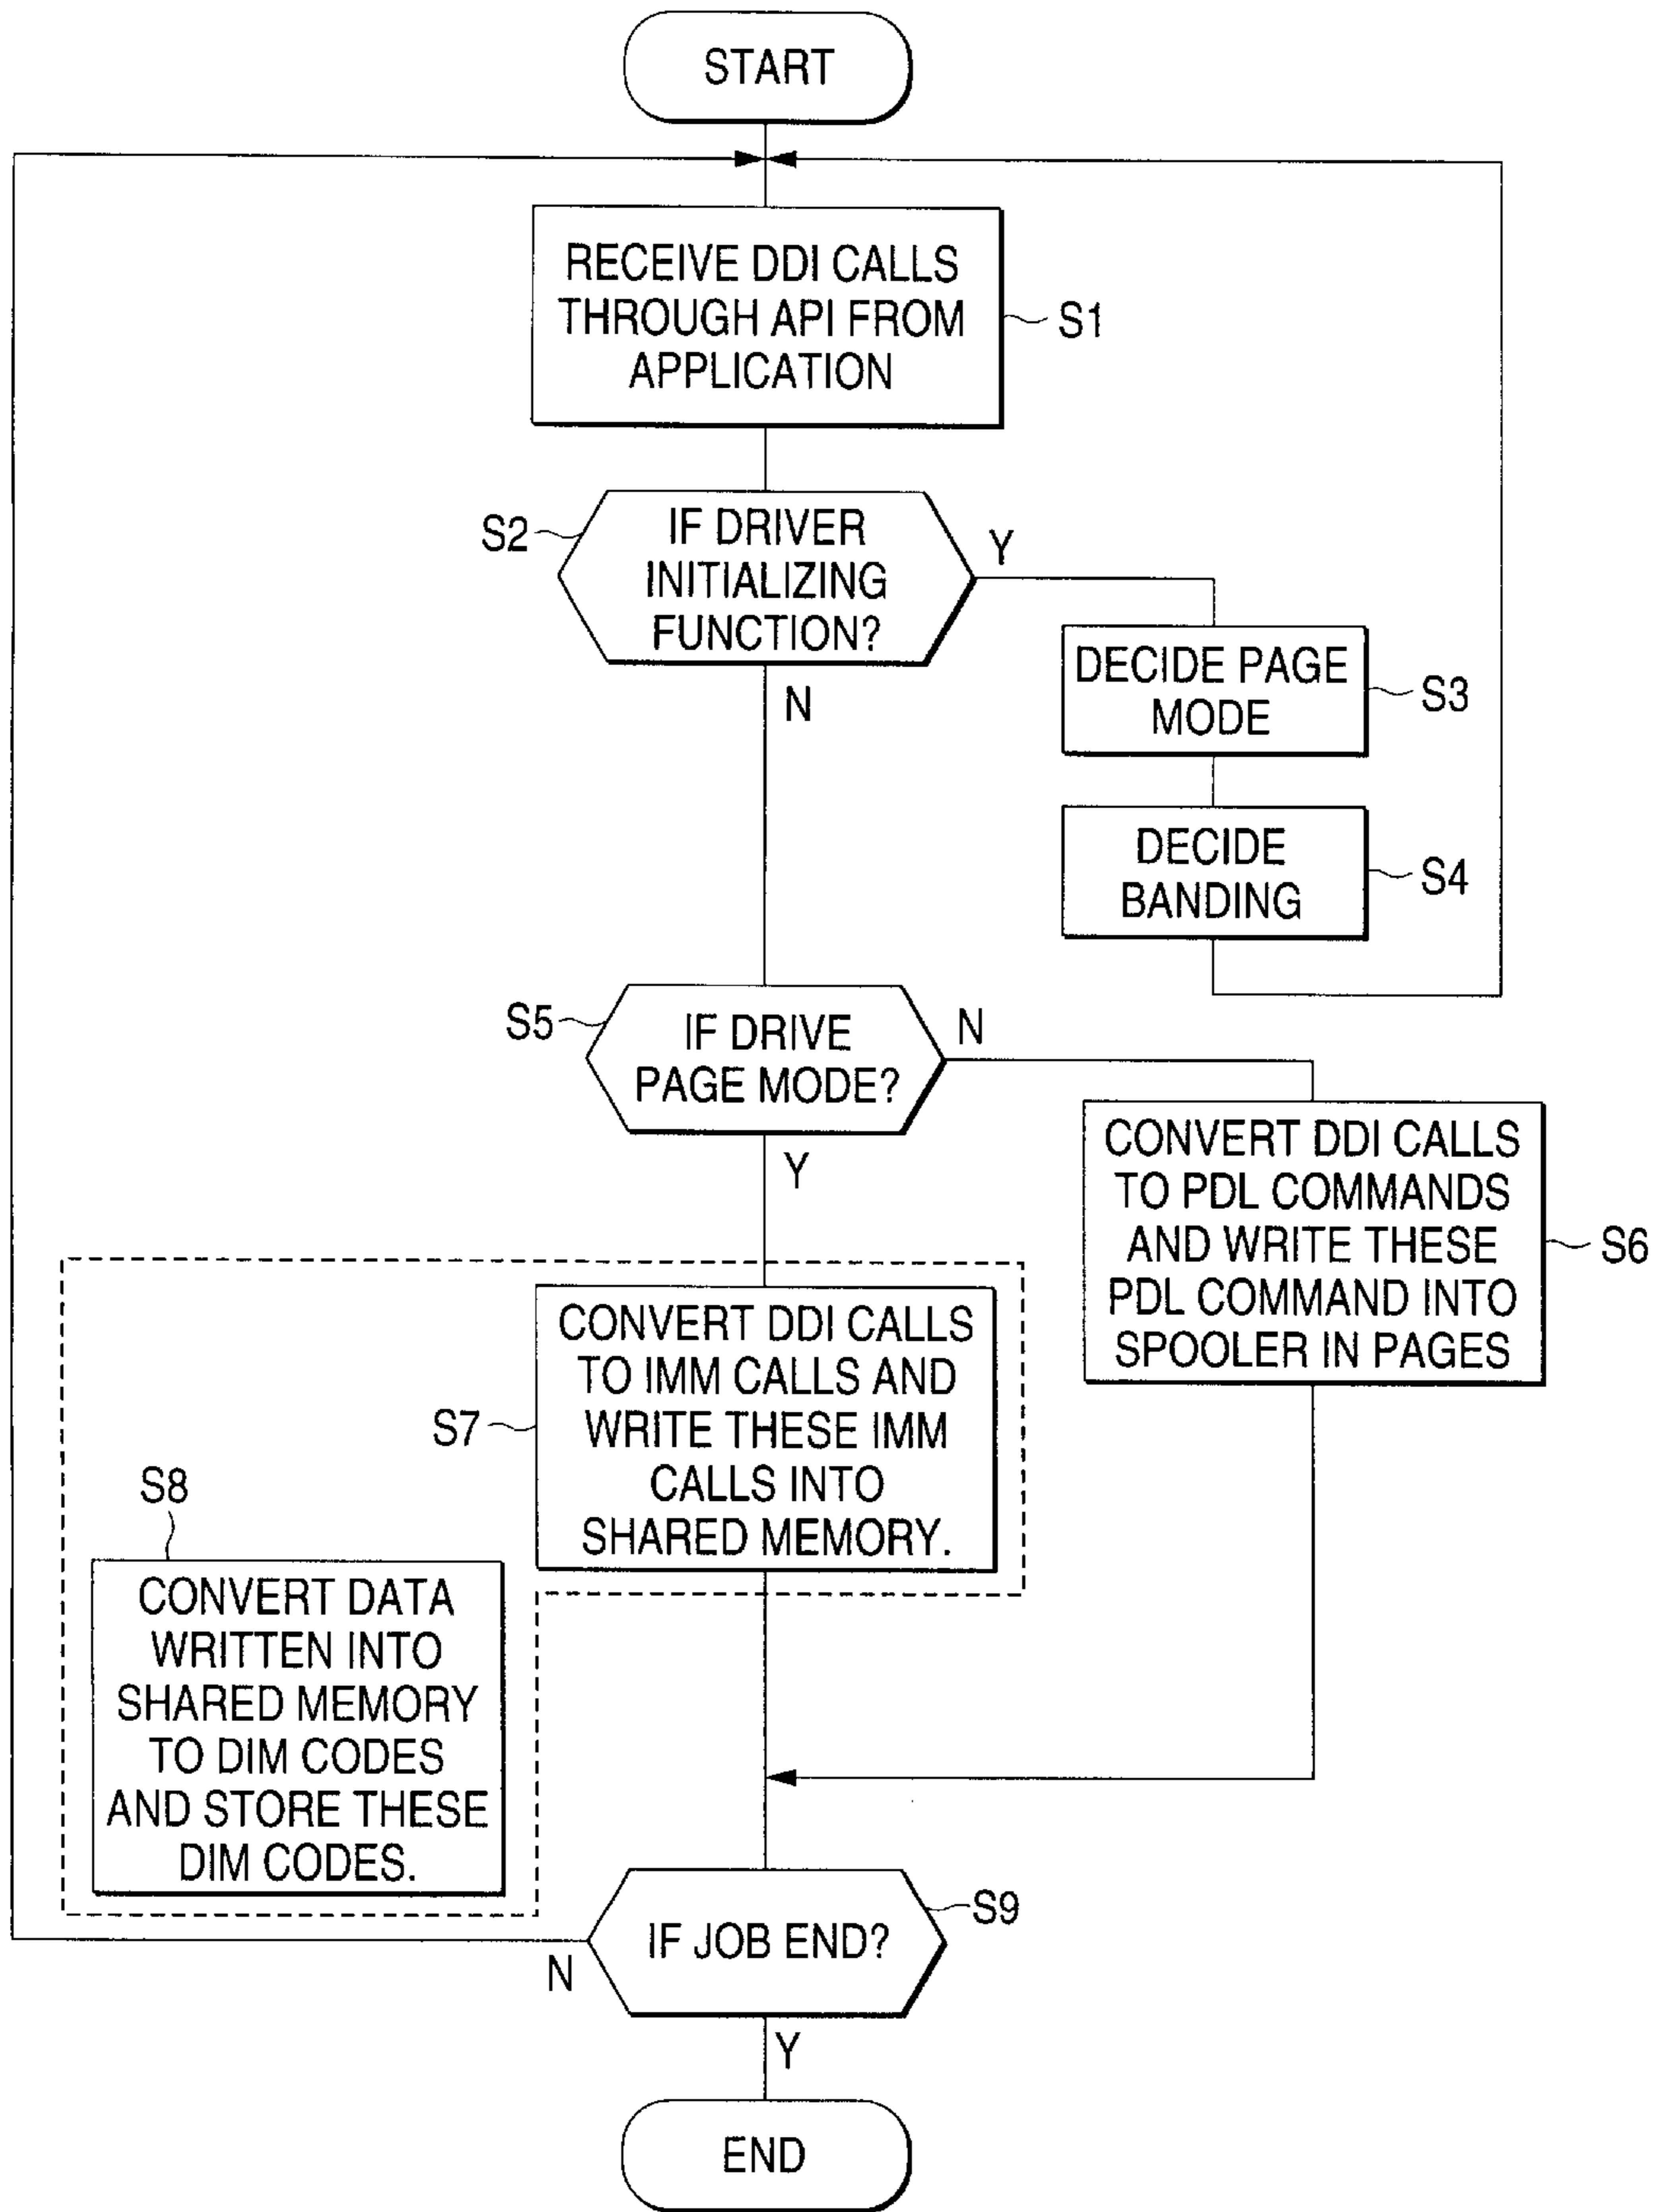 START
RECEIVE DDI CALLS
THROUGH API FROM
APPLICATION
S1
S2
IF DRIVER
INITIALIZING
FUNCTION?
Y
N
DECIDE PAGE
MODE
S3
DECIDE
BANDING
S4
S5
IF DRIVE
PAGE MODE?
N
Y
CONVERT DDI CALLS
TO PDL COMMANDS
AND WRITE THESE
PDL COMMAND INTO
SPOOLER IN PAGES
S6
S7
CONVERT DDI CALLS
TO IMM CALLS AND
WRITE THESE IMM
CALLS INTO
SHARED MEMORY.
S8
CONVERT DATA
WRITTEN INTO
SHARED MEMORY
TO DIM CODES
AND STORE THESE
DIM CODES.
S9
IF JOB END?
N
Y
END